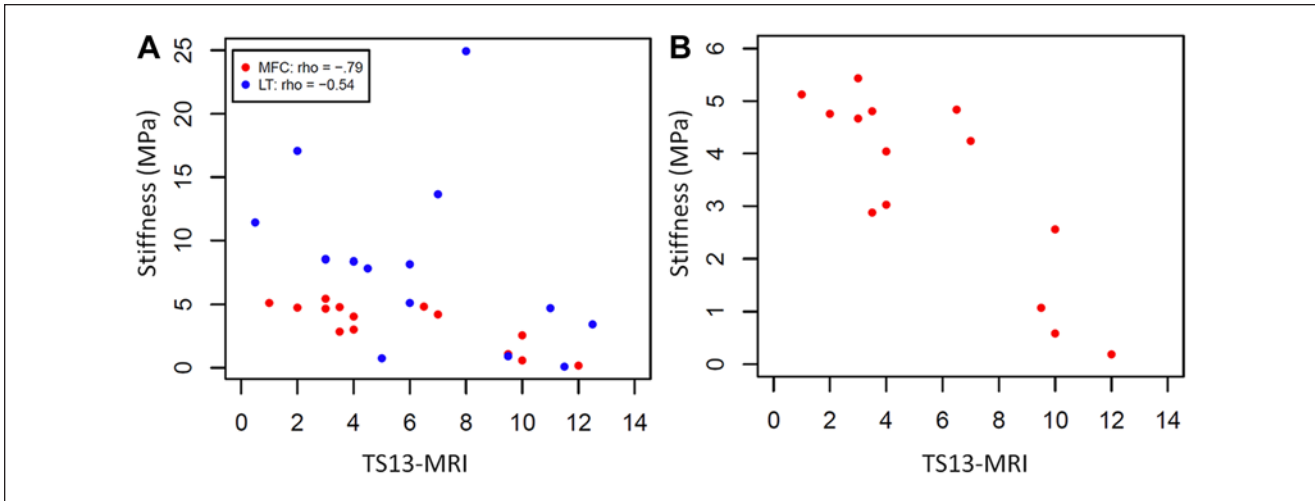 A
MFC: rho = −.79
LT: rho = −0.54
Stiffness (MPa)
25
20
15
10
5
0
0 2 4 6 8 10 12 14
TS13-MRI
B
Stiffness (MPa)
6
5
4
3
2
1
0
0 2 4 6 8 10 12 14
TS13-MRI